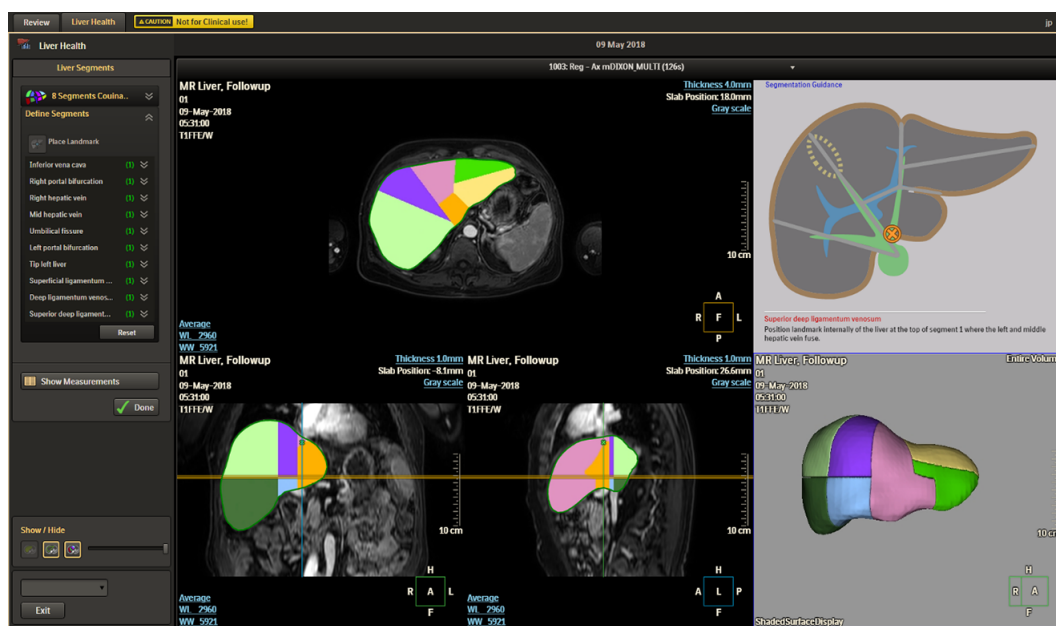 Review
Liver Health
CAUTION Not for Clinical use!
jp
Liver Health
09 May 2018
Liver Segments
1003: Reg - Ax mDIXON_MULTI (126s)
8 Segments Couina..
Define Segments
Place Landmark
Inferior vena cava (1)
Right portal bifurcation (1)
Right hepatic vein (1)
Mid hepatic vein (1)
Umbilical fissure (1)
Left portal bifurcation (1)
Tip left liver (1)
Superficial ligamentum ... (1)
Deep ligamentum venos... (1)
Superior deep ligament... (1)
Reset
Show Measurements
Done
Show / Hide
Exit
MR Liver, Followup
01
09-May-2018
05:31:00
T1FFE/W
Thickness 4.0mm
Slab Position: 18.0mm
Gray scale
10 cm
A
R F L
P
Average
WL 2960
WW 5921
Segmentation Guidance
Superior deep ligamentum venosum
Position landmark internally of the liver at the top of segment 1 where the left and middle
hepatic vein fuse.
MR Liver, Followup
01
09-May-2018
05:31:00
T1FFE/W
Thickness 1.0mm
Slab Position: -8.1mm
Gray scale
10 cm
H
R A L
F
Average
WL 2960
WW 5921
MR Liver, Followup
01
09-May-2018
05:31:00
T1FFE/W
Thickness 1.0mm
Slab Position: 26.6mm
Gray scale
10 cm
H
A L P
F
Average
WL 2960
WW 5921
MR Liver, Followup
01
09-May-2018
05:31:00
T1FFE/W
Entire Volum
10 cm
H
R A
F
ShadedSurfaceDisplay